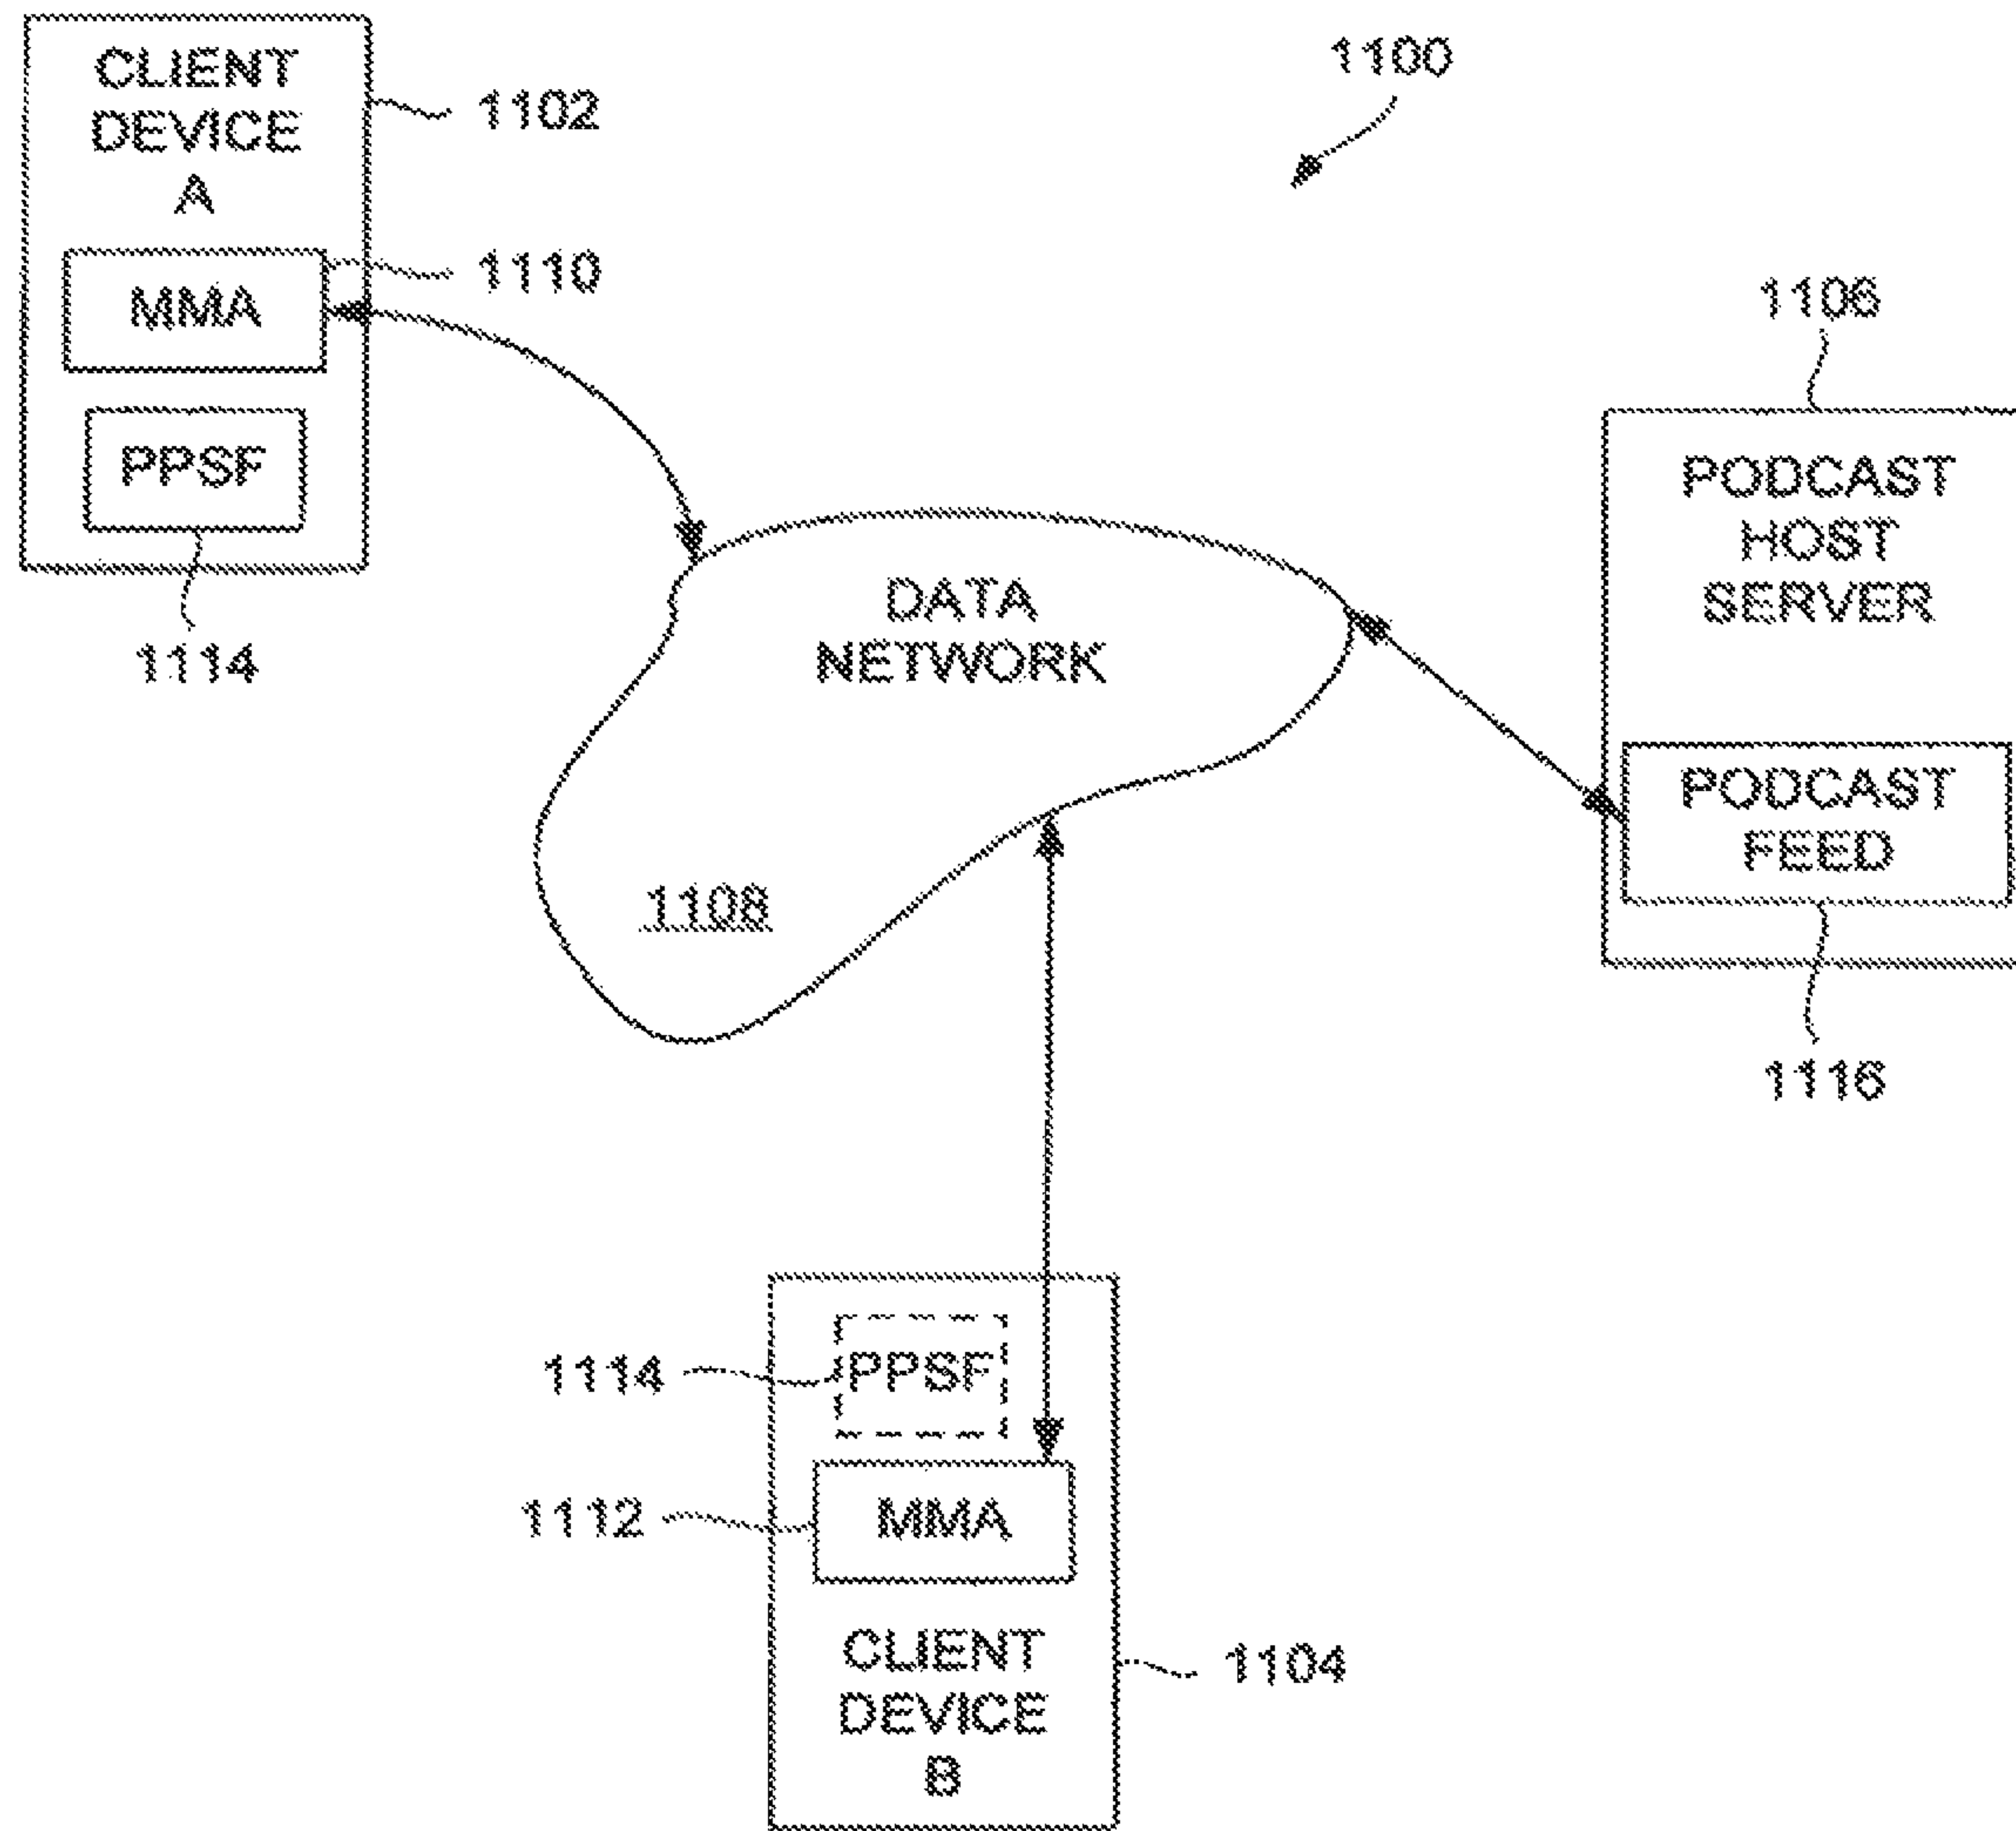 CLIENT
DEVICE
A
1102
MMA
1110
PPSF
1114
1100
1106
PODCAST
HOST
SERVER
PODCAST
FEED
1116
DATA
NETWORK
1108
PPSF
1114
MMA
1112
CLIENT
DEVICE
B
1104